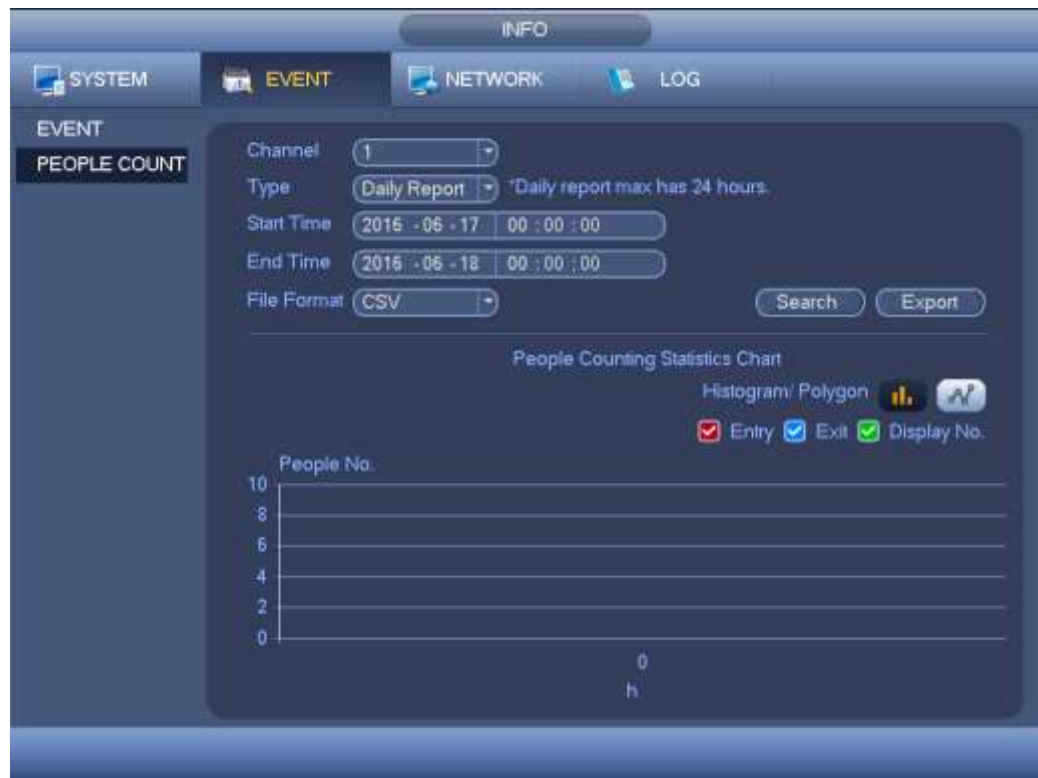 INFO
SYSTEM EVENT NETWORK LOG
EVENT
PEOPLE COUNT
Channel 1
Type Daily Report *Daily report max has 24 hours.
Start Time 2016 - 06 - 17 00 : 00 : 00
End Time 2016 - 06 - 18 00 : 00 : 00
File Format CSV Search Export
People Counting Statistics Chart
Histogram/ Polygon
Entry Exit Display No.
People No.
10
8
6
4
2
0
0
h